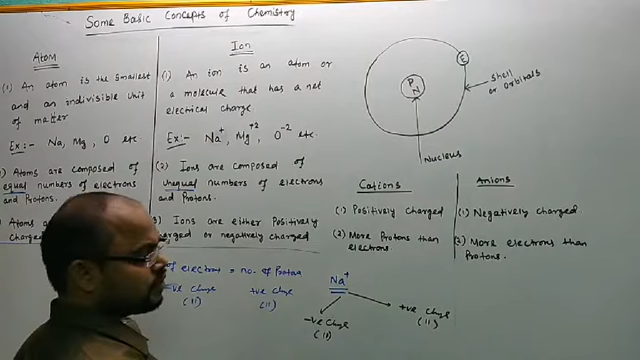 Some Basic Concepts of Chemistry
Atom
(1) An atom is the smallest
and an indivisible unit
of matter
Ex:- Na, Mg, O etc.
) Atoms are composed of
equal numbers of electrons
and Protons.
Atoms
charge
Ion
(1) An ion is an atom or
a molecule that has a net
electrical charge.
Ex:- Na+, Mg+2, O-2 etc.
(2) Ions are composed of
unequal numbers of electrons
and Protons.
3) Ions are either Positively
charged or negatively charged
of electron = no. of Proton
-ve charge
(11)
+ve charge
(11)
E
P
N
Shell
or Orbitals
Nucleus
Cations
(1) Positively charged
(2) More Protons than
electrons.
Anions
(1) Negatively charged
(2) More electrons than
Protons.
Na+
-ve charge
+ve charge
(11)